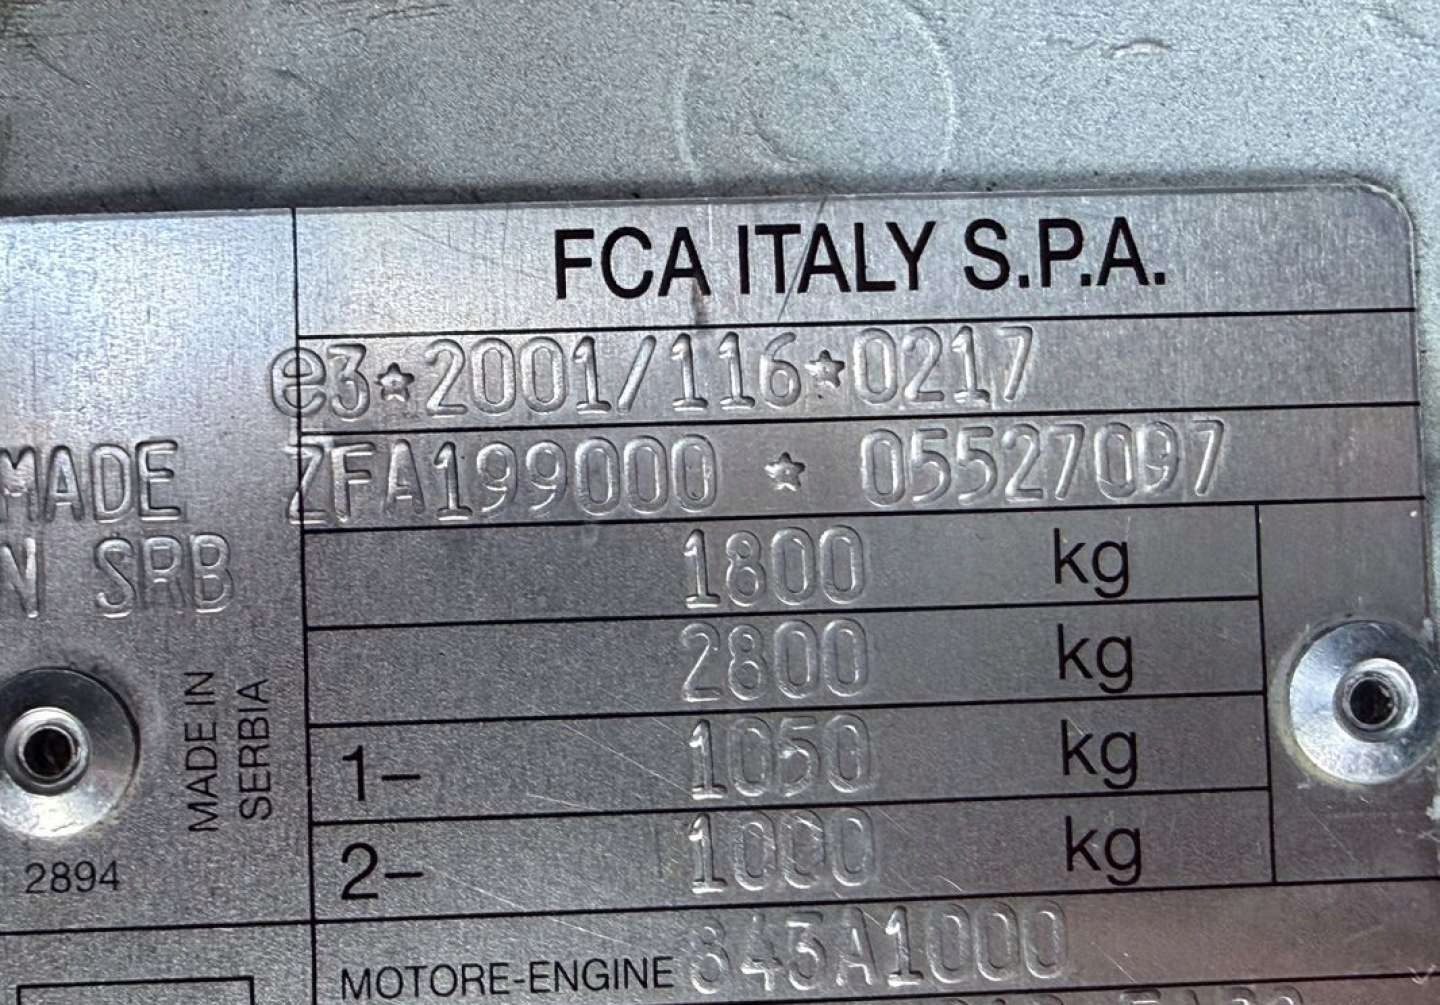 FCA ITALY S.P.A.
e3*2001/116*0217
ZFA199000 * 05527097
MADE
N SRB
1800 kg
2800 kg
1- 1050 kg
2- 1000 kg
MADE IN
SERBIA
2894
MOTORE-ENGINE 843A1000